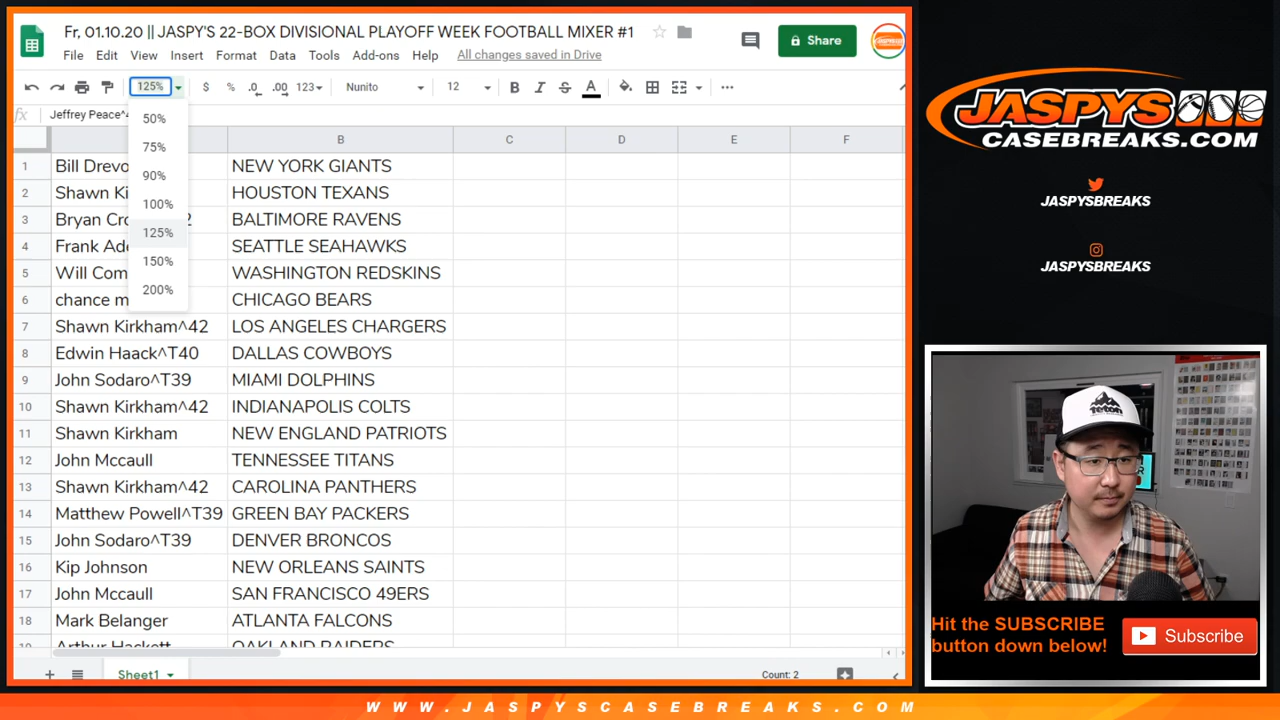 Fr, 01.10.20 || JASPY'S 22-BOX DIVISIONAL PLAYOFF WEEK FOOTBALL MIXER #1
Share
File Edit View Insert Format Data Tools Add-ons Help All changes saved in Drive
125% $ % .0 .00 123 Nunito 12 B I S A
fx Jeffrey Peace^
50%
75%
90%
100%
125%
150%
200%
B C D E F
1 Bill Drevo NEW YORK GIANTS
2 Shawn Ki HOUSTON TEXANS
3 Bryan Cro 2 BALTIMORE RAVENS
4 Frank Ade SEATTLE SEAHAWKS
5 Will Com WASHINGTON REDSKINS
6 chance m CHICAGO BEARS
7 Shawn Kirkham^42 LOS ANGELES CHARGERS
8 Edwin Haack^T40 DALLAS COWBOYS
9 John Sodaro^T39 MIAMI DOLPHINS
10 Shawn Kirkham^42 INDIANAPOLIS COLTS
11 Shawn Kirkham NEW ENGLAND PATRIOTS
12 John Mccaull TENNESSEE TITANS
13 Shawn Kirkham^42 CAROLINA PANTHERS
14 Matthew Powell^T39 GREEN BAY PACKERS
15 John Sodaro^T39 DENVER BRONCOS
16 Kip Johnson NEW ORLEANS SAINTS
17 John Mccaull SAN FRANCISCO 49ERS
18 Mark Belanger ATLANTA FALCONS
19 Arthur Hackett OAKLAND RAIDERS
Sheet1 Count: 2
JASPYS
CASEBREAKS.COM
JASPYSBREAKS
JASPYSBREAKS
Hit the SUBSCRIBE
button down below!
Subscribe
WWW.JASPYSCASEBREAKS.COM